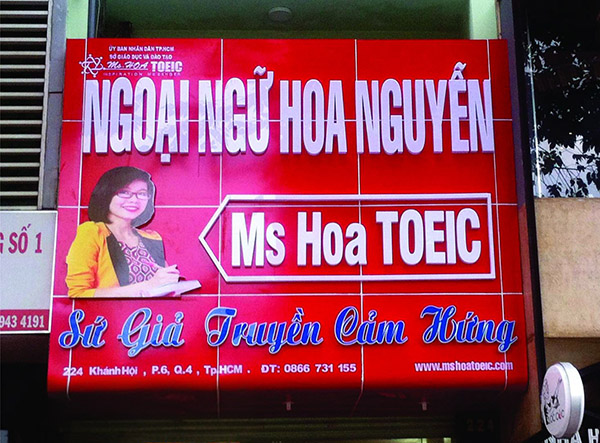 ỦY BAN NHÂN DÂN TP.HCM
SỞ GIÁO DỤC VÀ ĐÀO TẠO
Ms.HOA TOEIC
NGOẠI NGỮ HOA NGUYỄN
Ms Hoa TOEIC
Sứ Giả Truyền Cảm Hứng
224 Khánh Hội , P.6, Q.4 , Tp.HCM . ĐT: 0866 731 155
www.mshoatoeic.com
G SỐ 1
943 4191